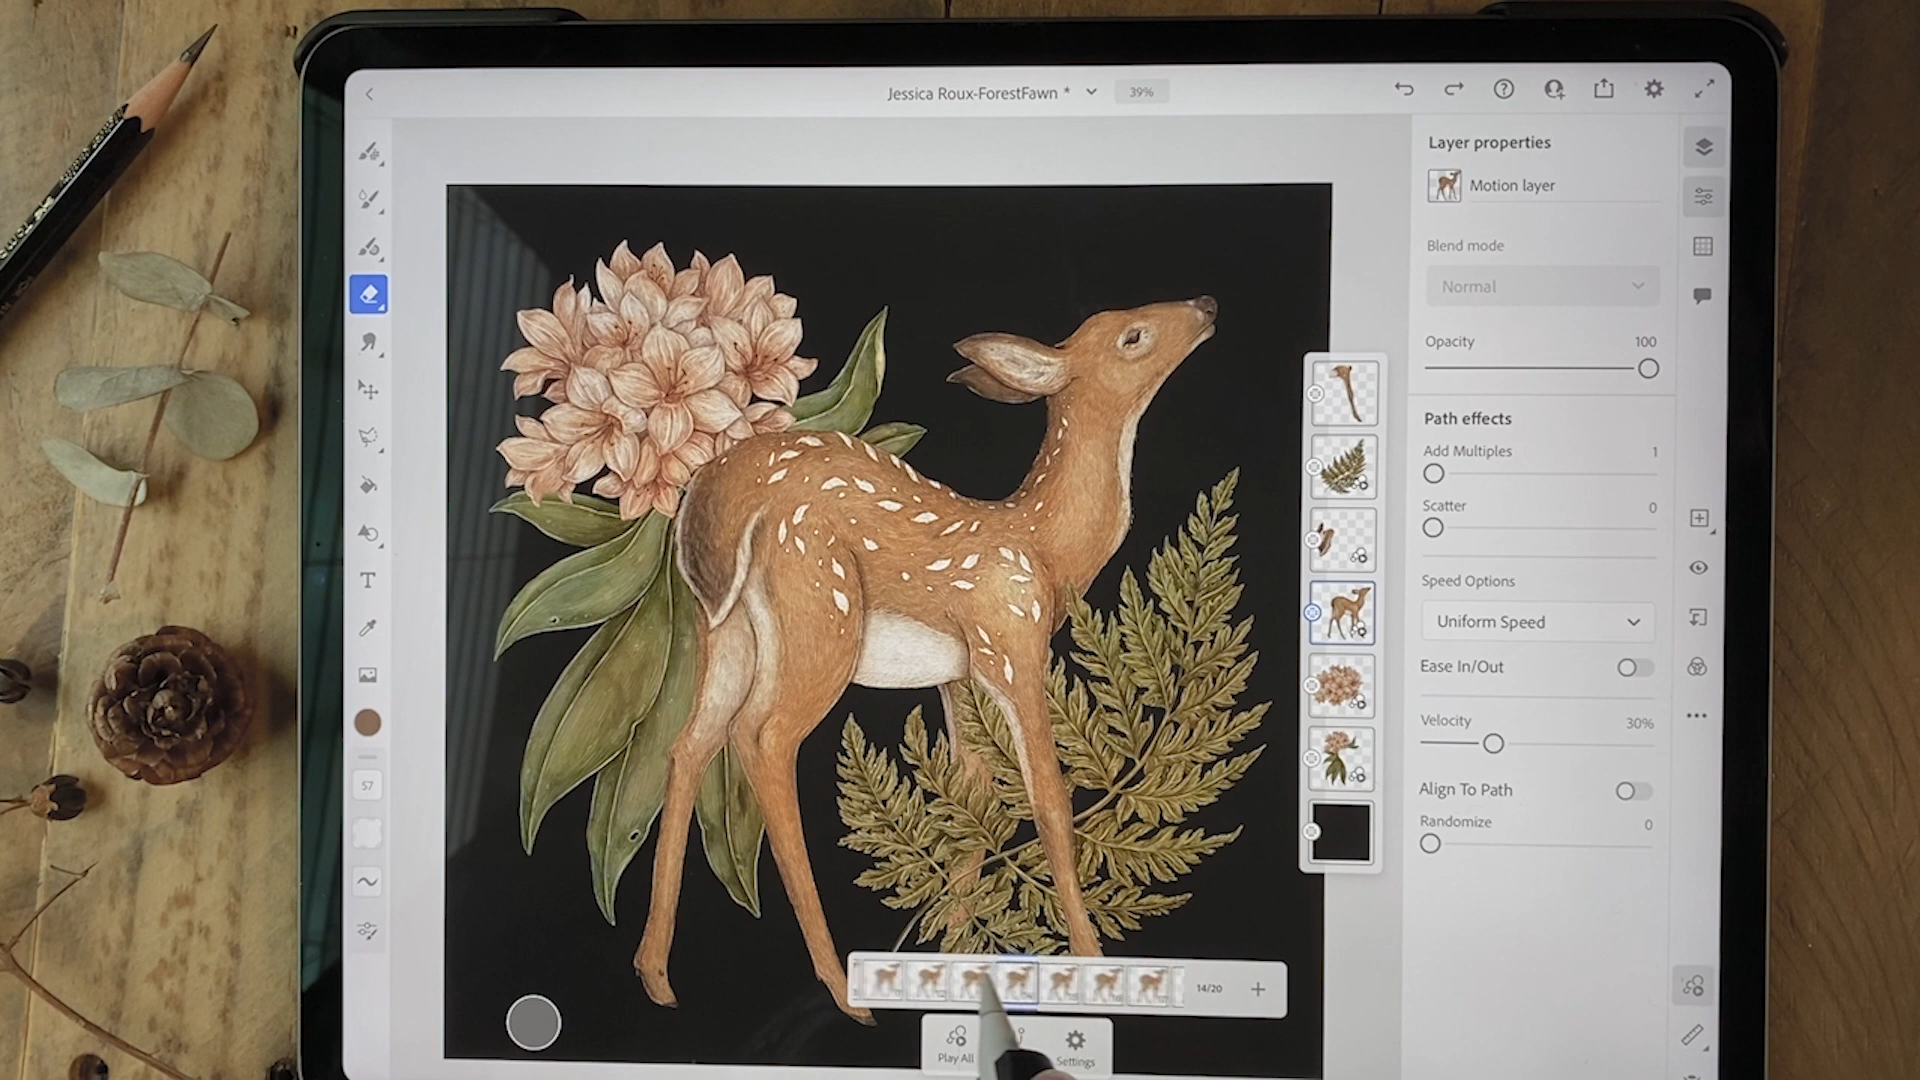 Jessica Roux-ForestFawn *
39%
Layer properties
Motion layer
Blend mode
Normal
Opacity 100
Path effects
Add Multiples 1
Scatter 0
Speed Options
Uniform Speed
Ease In/Out
Velocity 30%
Align To Path
Randomize 0
T
57
14/20
Play All
Settings